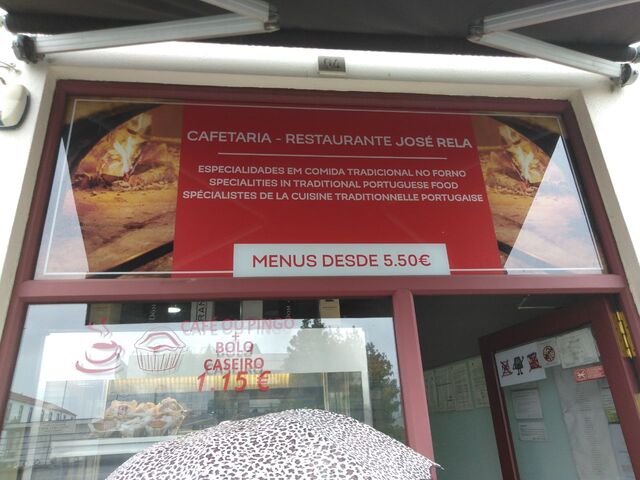 64
CAFETARIA - RESTAURANTE JOSÉ RELA
ESPECIALIDADES EM COMIDA TRADICIONAL NO FORNO
SPECIALITIES IN TRADITIONAL PORTUGUESE FOOD
SPÉCIALISTES DE LA CUISINE TRADITIONNELLE PORTUGAISE
MENUS DESDE 5.50€
CAFÉ OU PINGO
+
BOLO
CASEIRO
1,15€